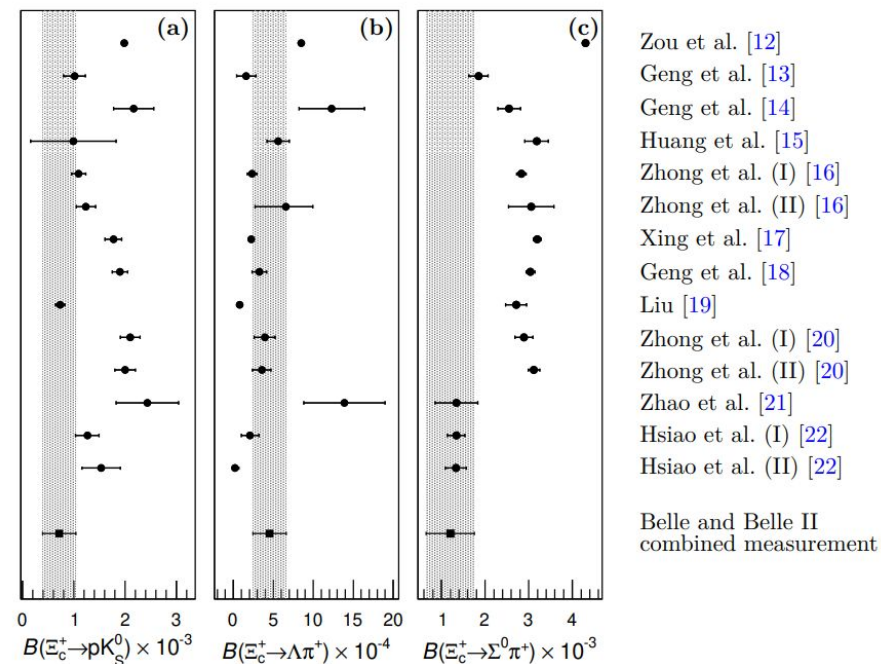 (a) (b) (c)
Zou et al. [12]
Geng et al. [13]
Geng et al. [14]
Huang et al. [15]
Zhong et al. (I) [16]
Zhong et al. (II) [16]
Xing et al. [17]
Geng et al. [18]
Liu [19]
Zhong et al. (I) [20]
Zhong et al. (II) [20]
Zhao et al. [21]
Hsiao et al. (I) [22]
Hsiao et al. (II) [22]
Belle and Belle II
combined measurement
0 1 2 3 0 5 10 15 20 1 2 3 4
B(Ξc⁺→pK⁰S) × 10⁻³ B(Ξc⁺→Λπ⁺) × 10⁻⁴ B(Ξc⁺→Σ⁰π⁺) × 10⁻³